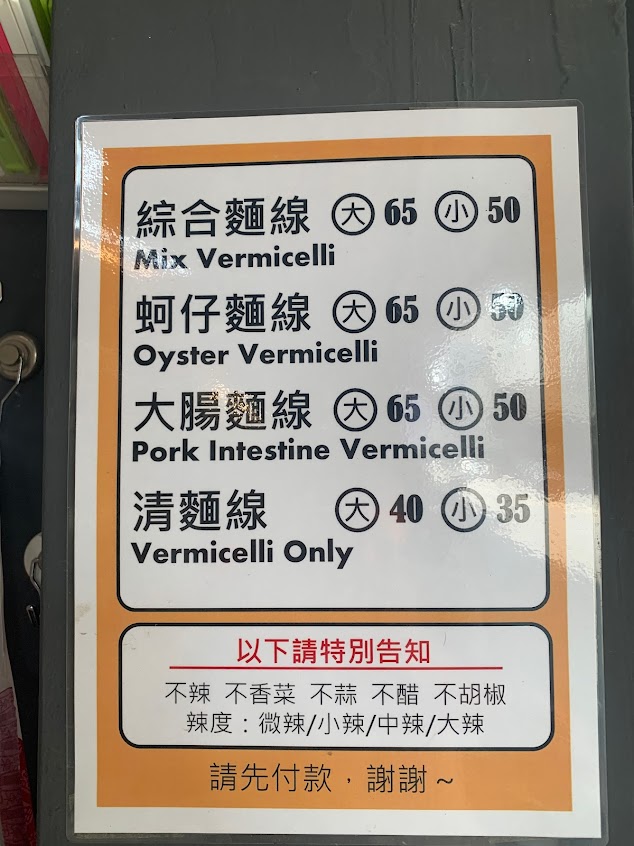 綜合麵線 大 65 小 50
Mix Vermicelli
蚵仔麵線 大 65 小 50
Oyster Vermicelli
大腸麵線 大 65 小 50
Pork Intestine Vermicelli
清麵線 大 40 小 35
Vermicelli Only
以下請特別告知
不辣 不香菜 不蒜 不醋 不胡椒
辣度：微辣/小辣/中辣/大辣
請先付款，謝謝~